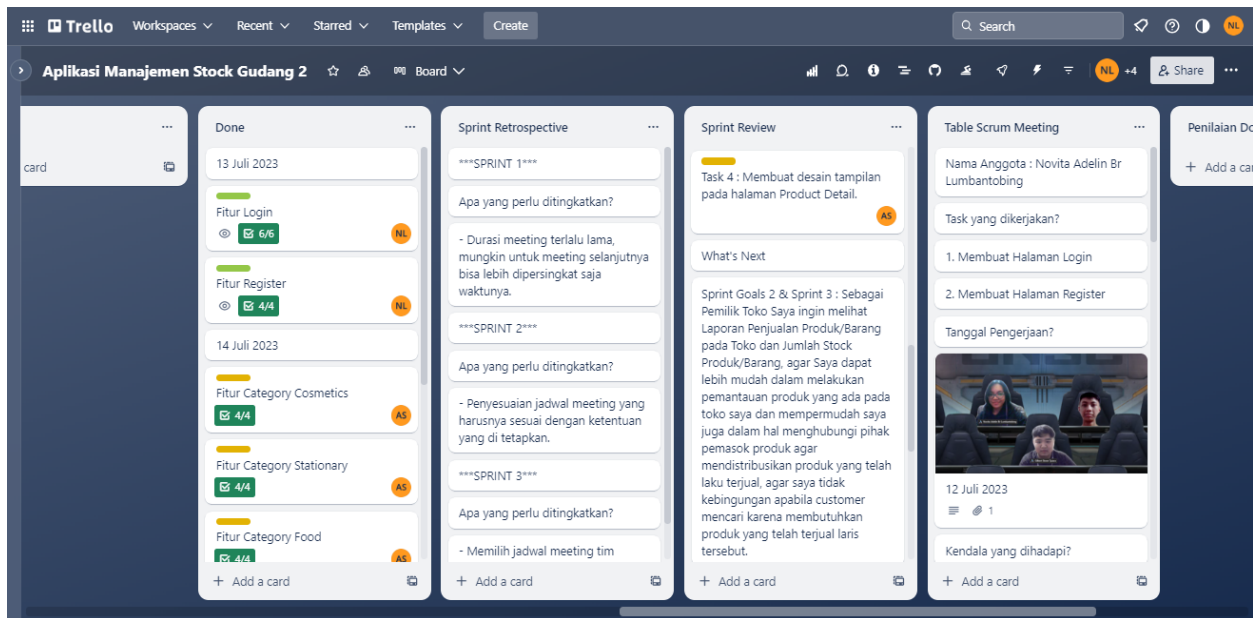 Trello
Workspaces
Recent
Starred
Templates
Create
Search
NL
Aplikasi Manajemen Stock Gudang 2
Board
NL
+4
Share
card
Done
13 Juli 2023
Fitur Login
6/6
NL
Fitur Register
4/4
NL
14 Juli 2023
Fitur Category Cosmetics
4/4
AS
Fitur Category Stationary
4/4
AS
Fitur Category Food
4/4
AS
+ Add a card
Sprint Retrospective
***SPRINT 1***
Apa yang perlu ditingkatkan?
- Durasi meeting terlalu lama,
mungkin untuk meeting selanjutnya
bisa lebih dipersingkat saja
waktunya.
***SPRINT 2***
Apa yang perlu ditingkatkan?
- Penyesuaian jadwal meeting yang
harusnya sesuai dengan ketentuan
yang di tetapkan.
***SPRINT 3***
Apa yang perlu ditingkatkan?
- Memilih jadwal meeting tim
+ Add a card
Sprint Review
Task 4 : Membuat desain tampilan
pada halaman Product Detail.
AS
What's Next
Sprint Goals 2 & Sprint 3 : Sebagai
Pemilik Toko Saya ingin melihat
Laporan Penjualan Produk/Barang
pada Toko dan Jumlah Stock
Produk/Barang, agar Saya dapat
lebih mudah dalam melakukan
pemantauan produk yang ada pada
toko saya dan mempermudah saya
juga dalam hal menghubungi pihak
pemasok produk agar
mendistribusikan produk yang telah
laku terjual, agar saya tidak
kebingungan apabila customer
mencari karena membutuhkan
produk yang telah terjual laris
tersebut.
+ Add a card
Table Scrum Meeting
Nama Anggota : Novita Adelin Br
Lumbantobing
Task yang dikerjakan?
1. Membuat Halaman Login
2. Membuat Halaman Register
Tanggal Pengerjaan?
12 Juli 2023
1
Kendala yang dihadapi?
+ Add a card
Penilaian Do
+ Add a car